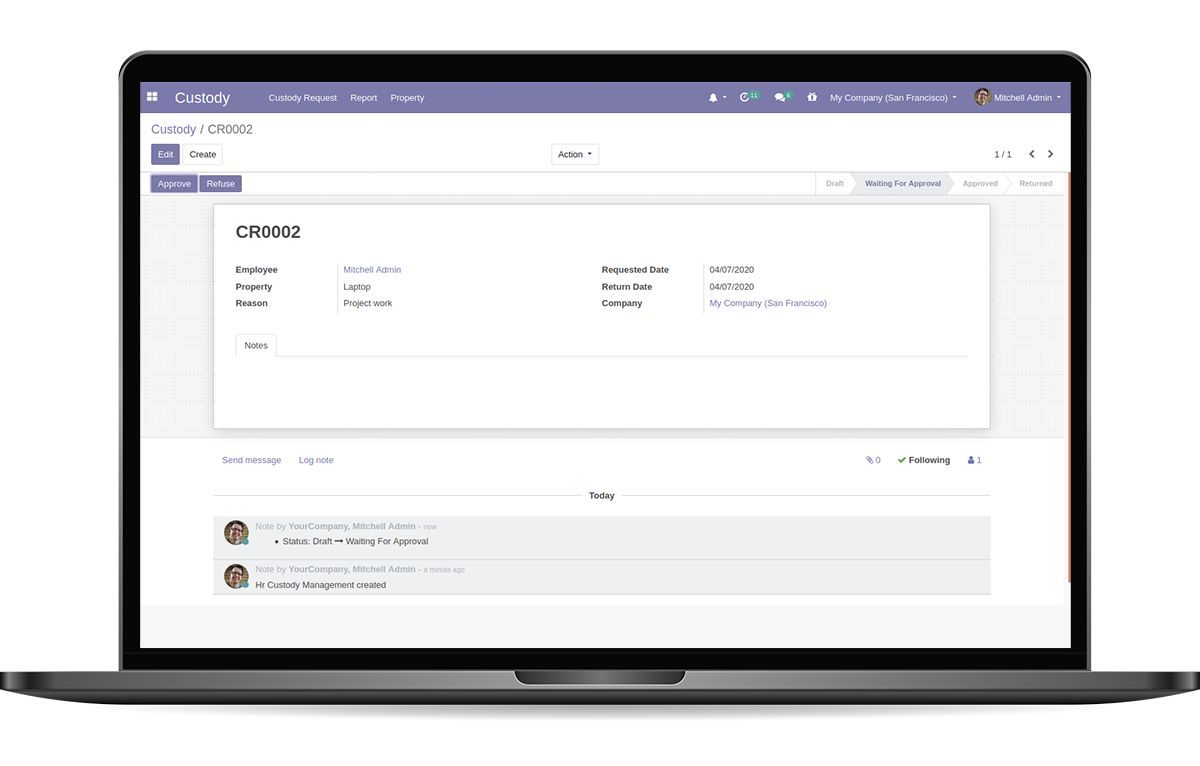 Custody Custody Request Report Property 11 6 My Company (San Francisco) Mitchell Admin
Custody / CR0002
Edit Create Action 1 / 1
Approve Refuse Draft Waiting For Approval Approved Returned
CR0002
Employee Mitchell Admin Requested Date 04/07/2020
Property Laptop Return Date 04/07/2020
Reason Project work Company My Company (San Francisco)
Notes
Send message Log note 0 Following 1
Today
Note by YourCompany, Mitchell Admin - now
• Status: Draft → Waiting For Approval
Note by YourCompany, Mitchell Admin - a minute ago
Hr Custody Management created